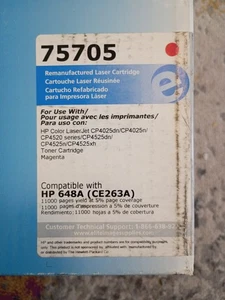 75705
Remanufactured Laser Cartridge
Cartouche Laser Réusinée
Cartucho Refabricado
para Impresora Láser
e
For Use With/
Pour usage avec les imprimantes/
Para uso con:
HP Color LaserJet CP4025dn/CP4025n/
CP4520 series/CP4525dn/
CP4525n/CP4525xh
Toner Cartridge
Magenta
Compatible with
HP 648A (CE263A)
11000 pages yield at 5% page coverage
11000 pages d'impression a 5% de couverture
Rendimiento: 11000 hojas a 5% de cobertura
Customer Technical Support: 1-866-